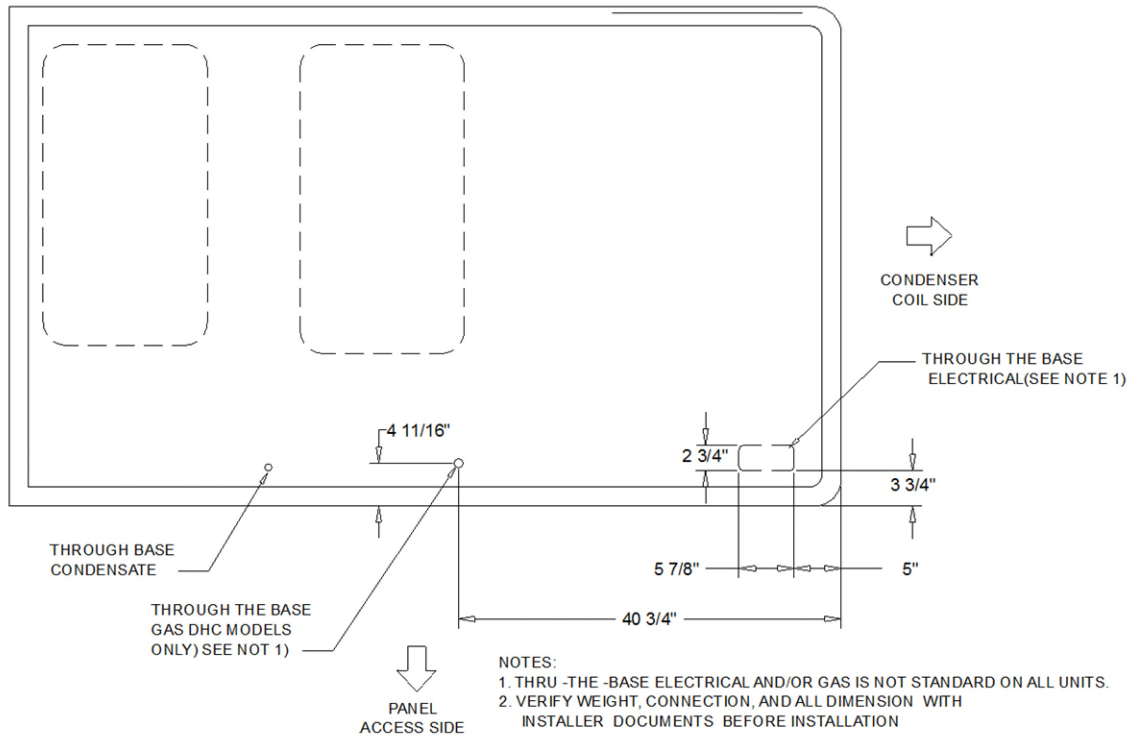 CONDENSER
COIL SIDE
THROUGH THE BASE
ELECTRICAL(SEE NOTE 1)
4 11/16"
2 3/4"
3 3/4"
THROUGH BASE
CONDENSATE
5 7/8"
5"
THROUGH THE BASE
GAS DHC MODELS
ONLY) SEE NOT 1)
40 3/4"
PANEL
ACCESS SIDE
NOTES:
1. THRU -THE -BASE ELECTRICAL AND/OR GAS IS NOT STANDARD ON ALL UNITS.
2. VERIFY WEIGHT, CONNECTION, AND ALL DIMENSION WITH
INSTALLER DOCUMENTS BEFORE INSTALLATION